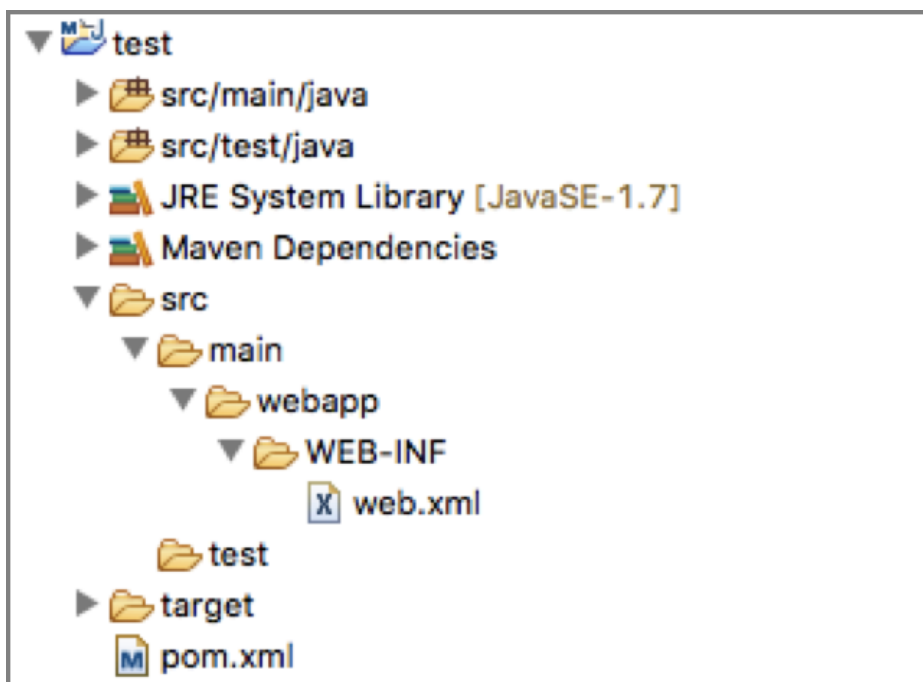 test
src/main/java
src/test/java
JRE System Library [JavaSE-1.7]
Maven Dependencies
src
main
webapp
WEB-INF
web.xml
test
target
pom.xml